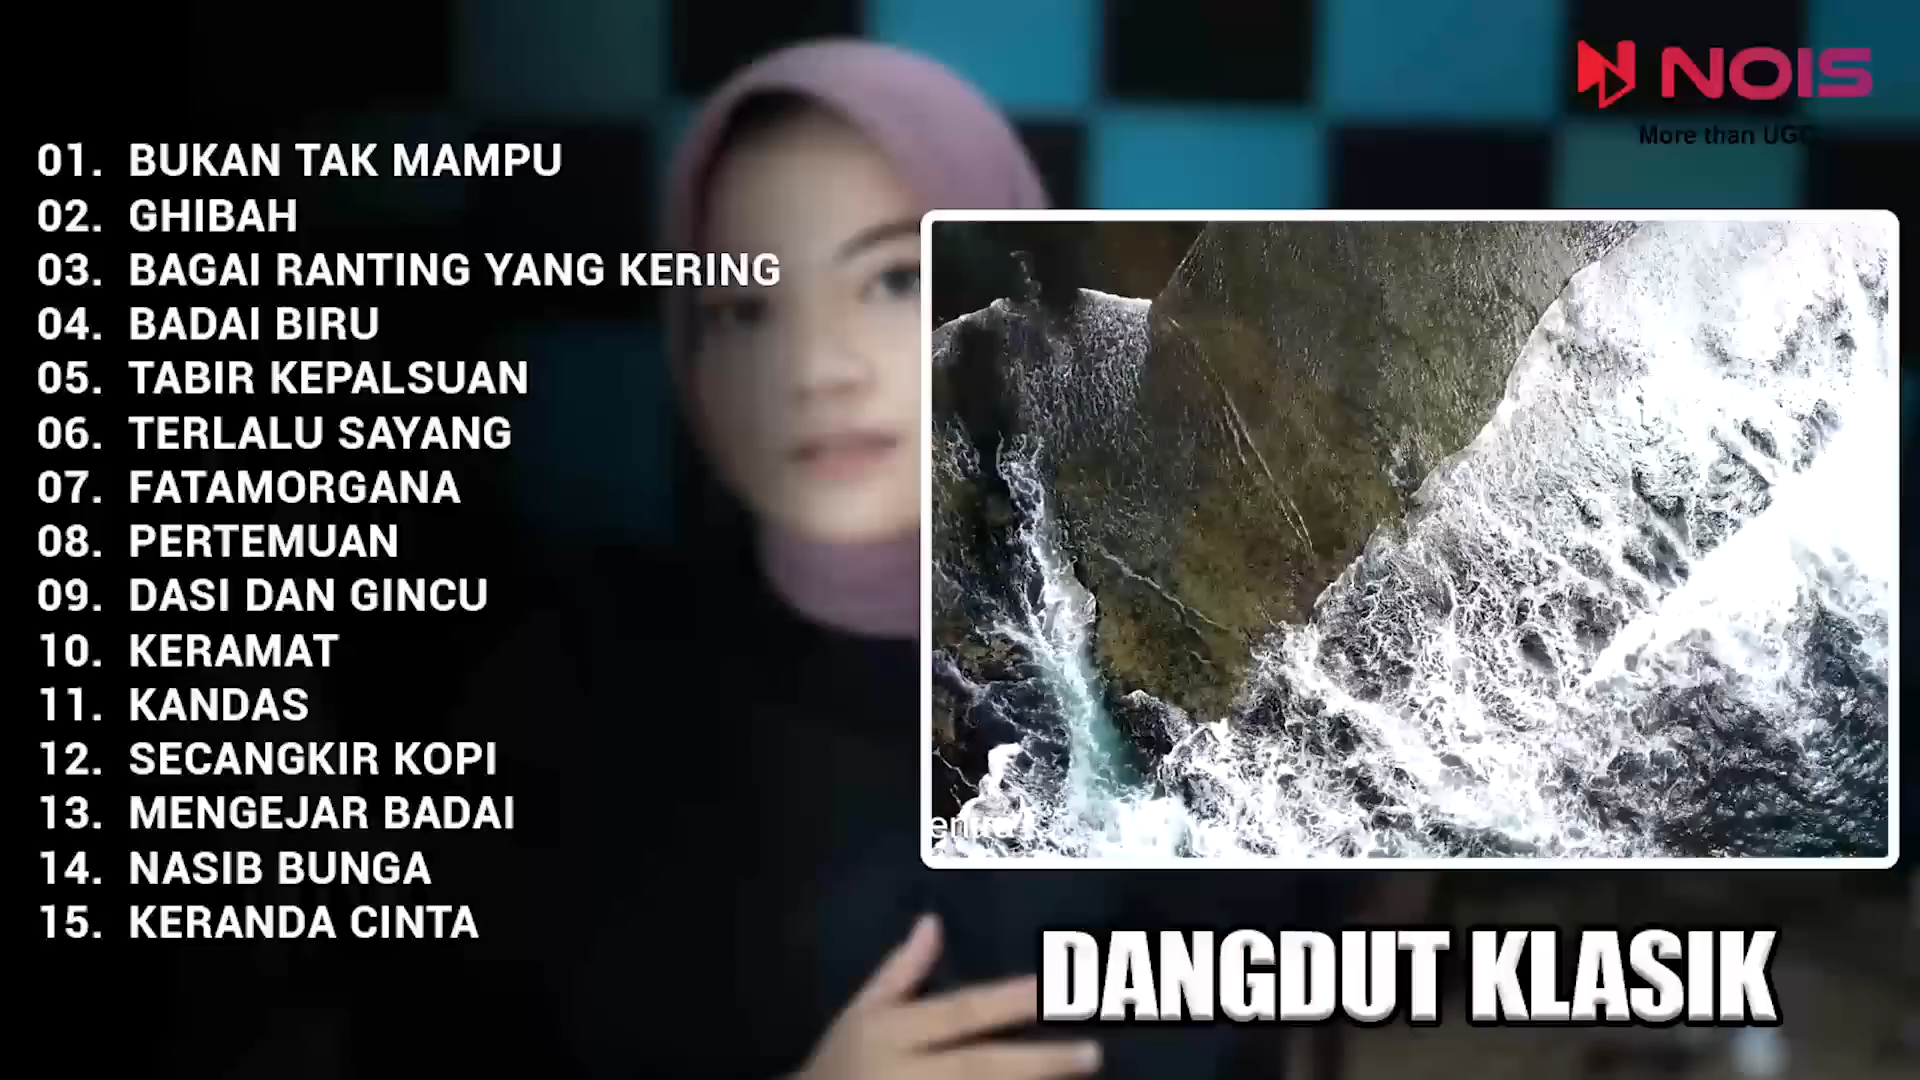 NOIS
More than UGC
01. BUKAN TAK MAMPU
02. GHIBAH
03. BAGAI RANTING YANG KERING
04. BADAI BIRU
05. TABIR KEPALSUAN
06. TERLALU SAYANG
07. FATAMORGANA
08. PERTEMUAN
09. DASI DAN GINCU
10. KERAMAT
11. KANDAS
12. SECANGKIR KOPI
13. MENGEJAR BADAI
14. NASIB BUNGA
15. KERANDA CINTA
DANGDUT KLASIK